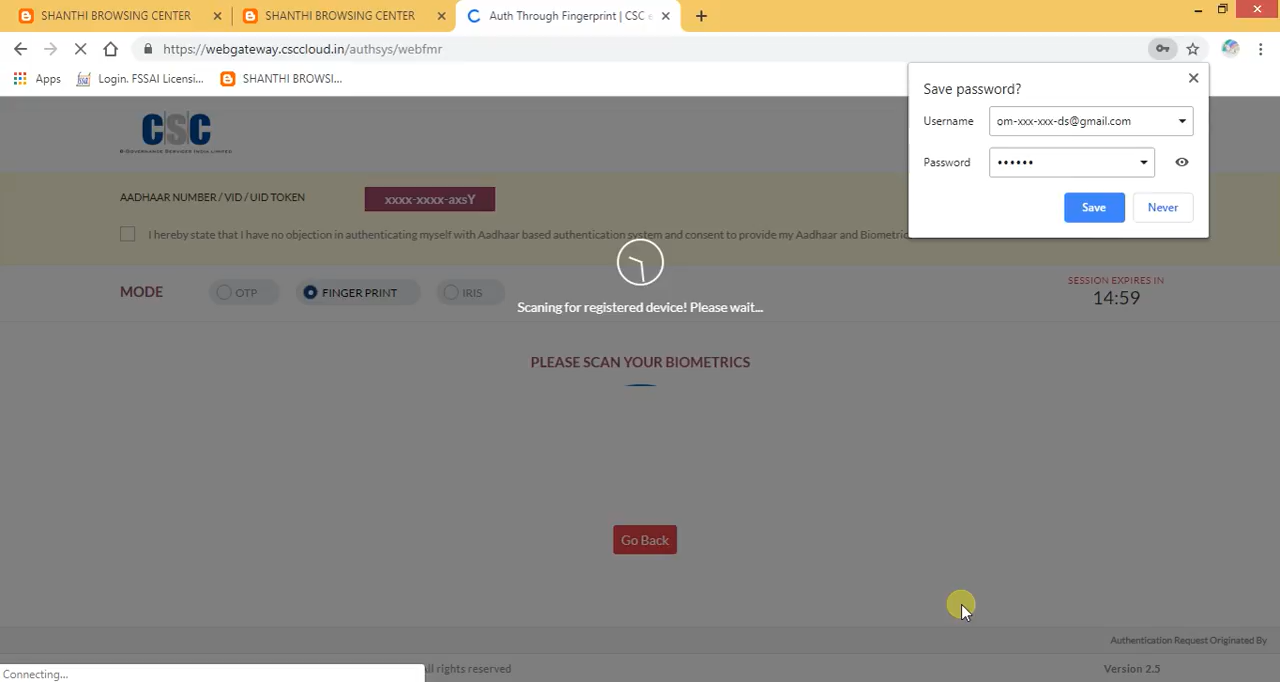 SHANTHI BROWSING CENTER
SHANTHI BROWSING CENTER
Auth Through Fingerprint | CSC
https://webgateway.csccloud.in/authsys/webfmr
Apps
Login. FSSAI Licensi...
SHANTHI BROWSI...
Save password?
Username om-xxx-xxx-ds@gmail.com
Password ••••••
Save Never
CSC
E-GOVERNANCE SERVICES INDIA LIMITED
AADHAAR NUMBER / VID / UID TOKEN xxxx-xxxx-axsY
I hereby state that I have no objection in authenticating myself with Aadhaar based authentication system and consent to provide my Aadhaar and Biometric
MODE OTP FINGER PRINT IRIS
SESSION EXPIRES IN
14:59
Scaning for registered device! Please wait...
PLEASE SCAN YOUR BIOMETRICS
Go Back
Authentication Request Originated By
Connecting...
All rights reserved
Version 2.5